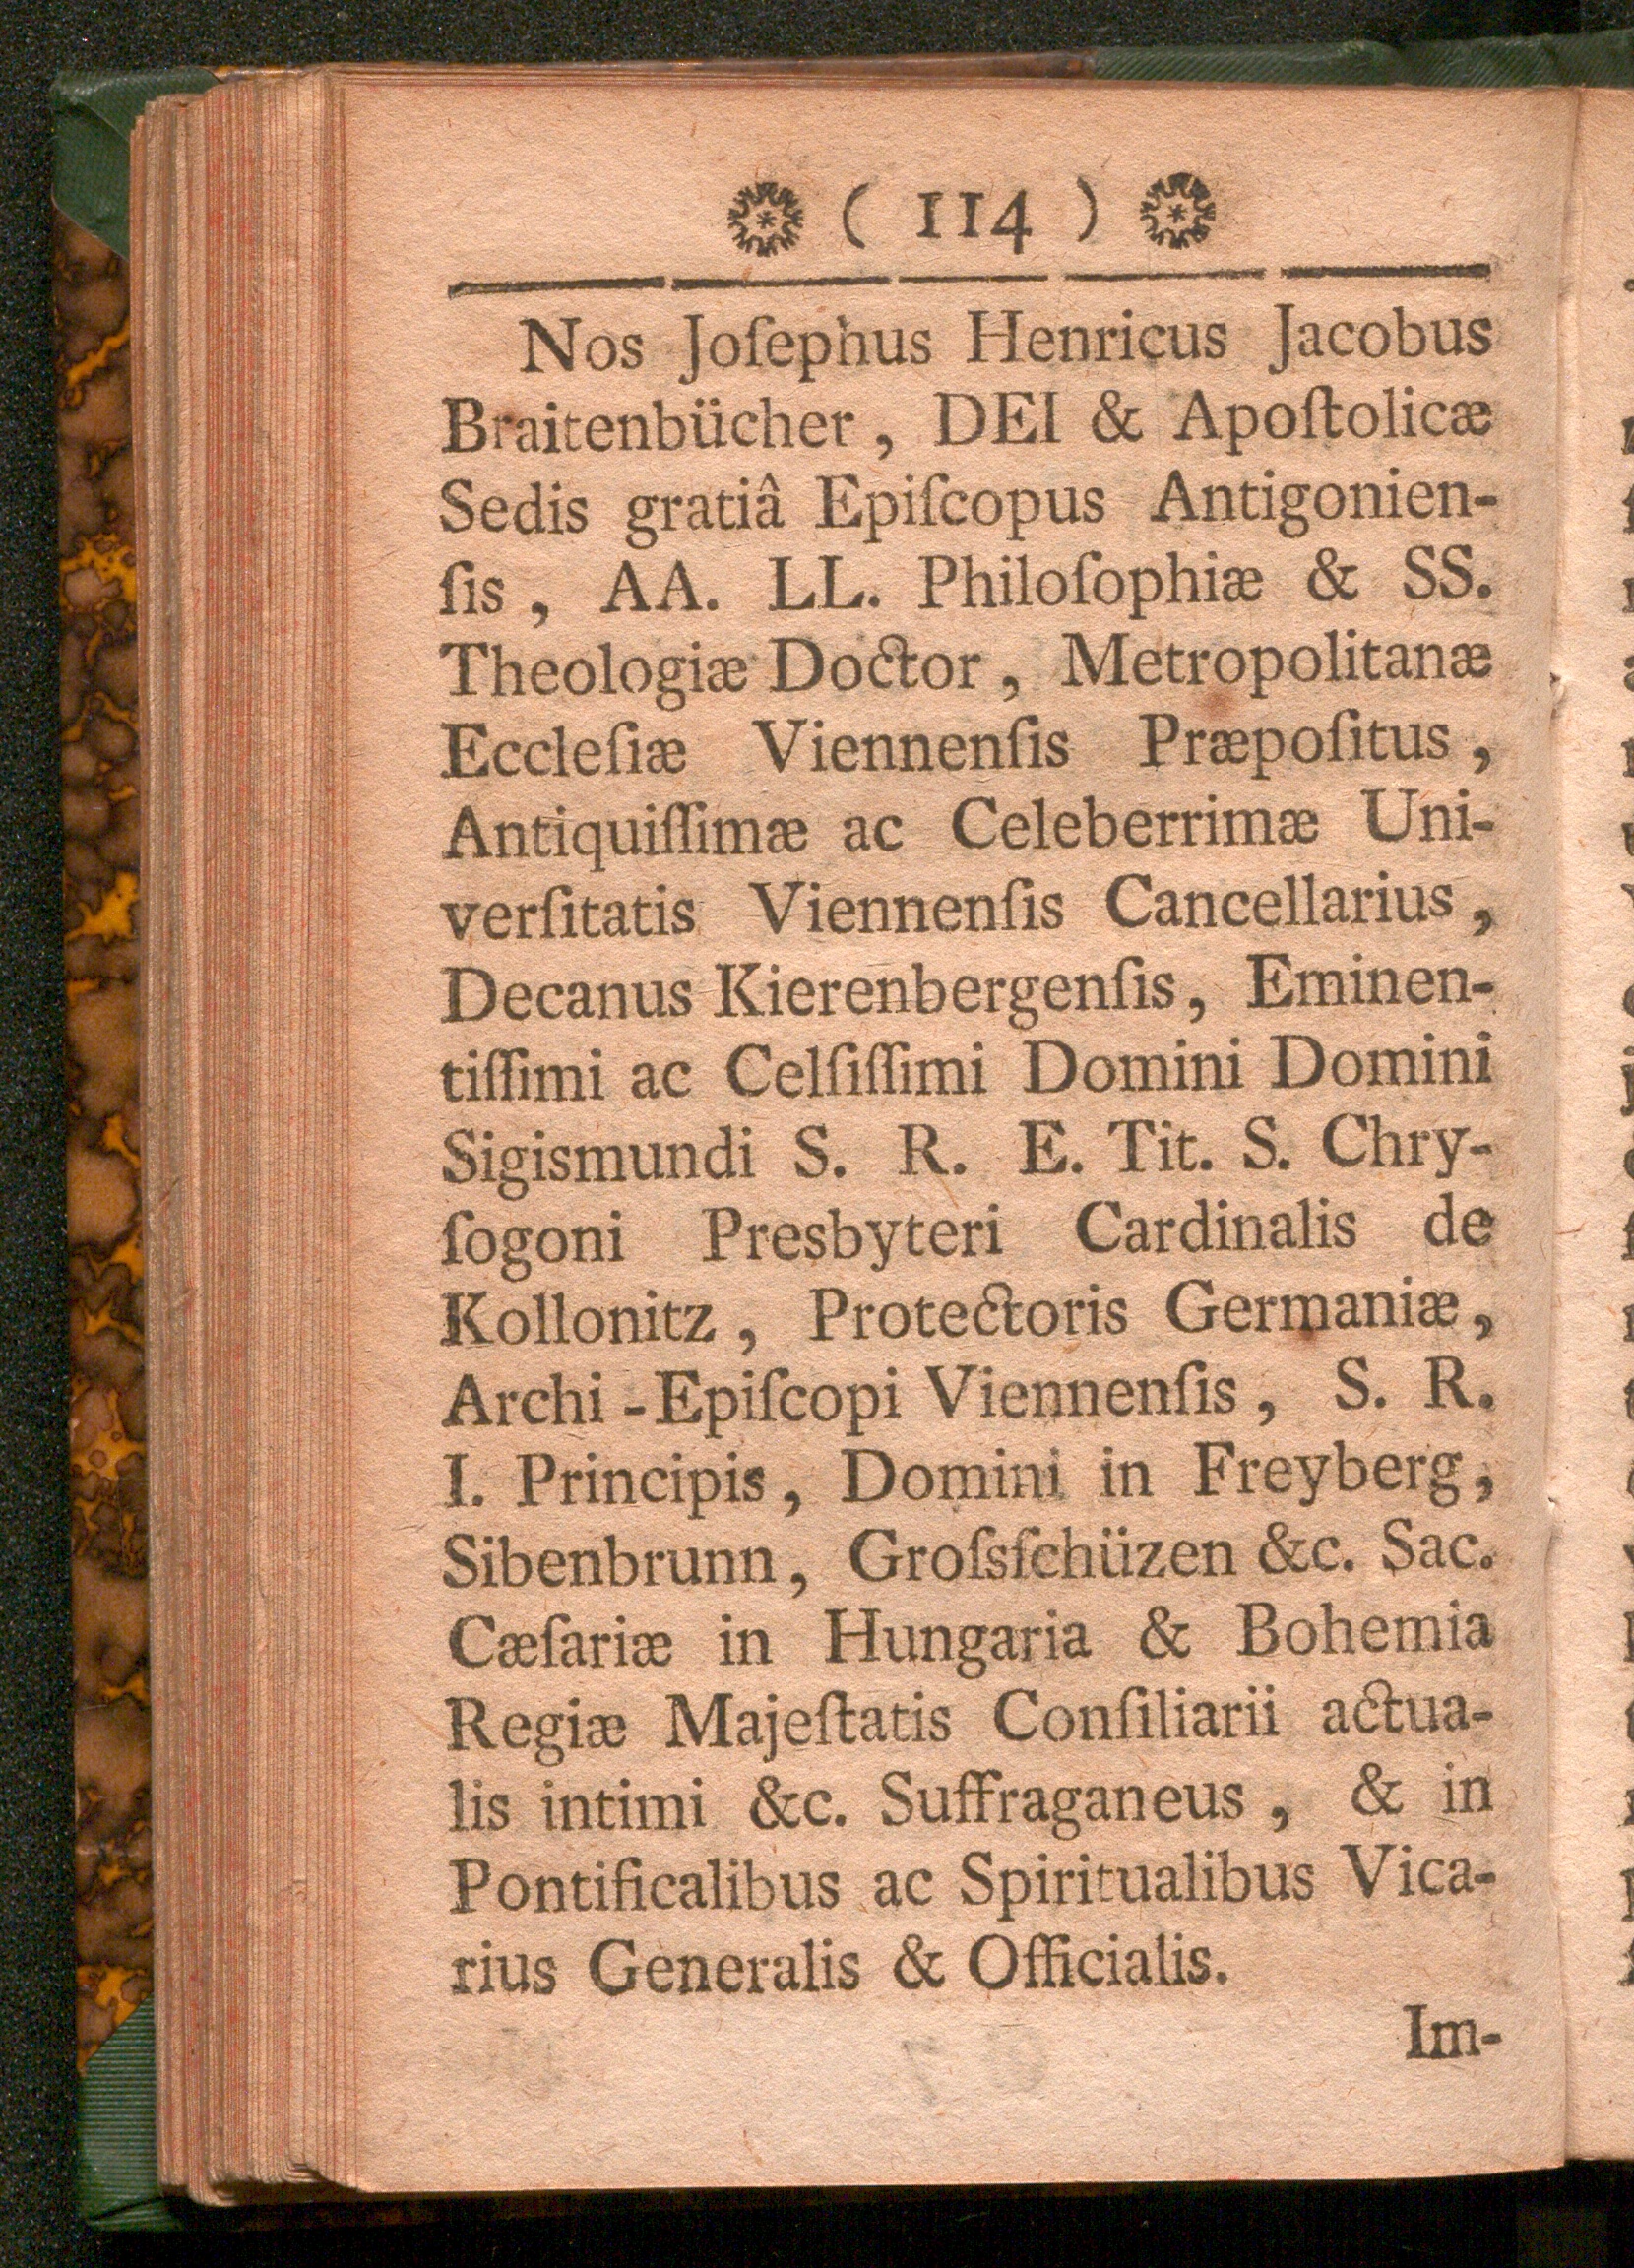 ( 114 )
Nos Joſephus Henricus Jacobus
Braitenbücher, DEI & Apoſtolicæ
Sedis gratiâ Epiſcopus Antigonien-
ſis, AA. LL. Philoſophiæ & SS.
Theologiæ Doctor, Metropolitanæ
Eccleſiæ Viennenſis Præpoſitus,
Antiquiſſimæ ac Celeberrimæ Uni-
verſitatis Viennenſis Cancellarius,
Decanus Kierenbergenſis, Eminen-
tiſſimi ac Celſiſſimi Domini Domini
Sigismundi S. R. E. Tit. S. Chry-
ſogoni Presbyteri Cardinalis de
Kollonitz, Protectoris Germaniæ,
Archi-Epiſcopi Viennenſis, S. R.
I. Principis, Domini in Freyberg,
Sibenbrunn, Groſsſchüzen &c. Sac.
Cæſariæ in Hungaria & Bohemia
Regiæ Majeſtatis Conſiliarii actua-
lis intimi &c. Suffraganeus, & in
Pontificalibus ac Spiritualibus Vica-
rius Generalis & Officialis.
Im-